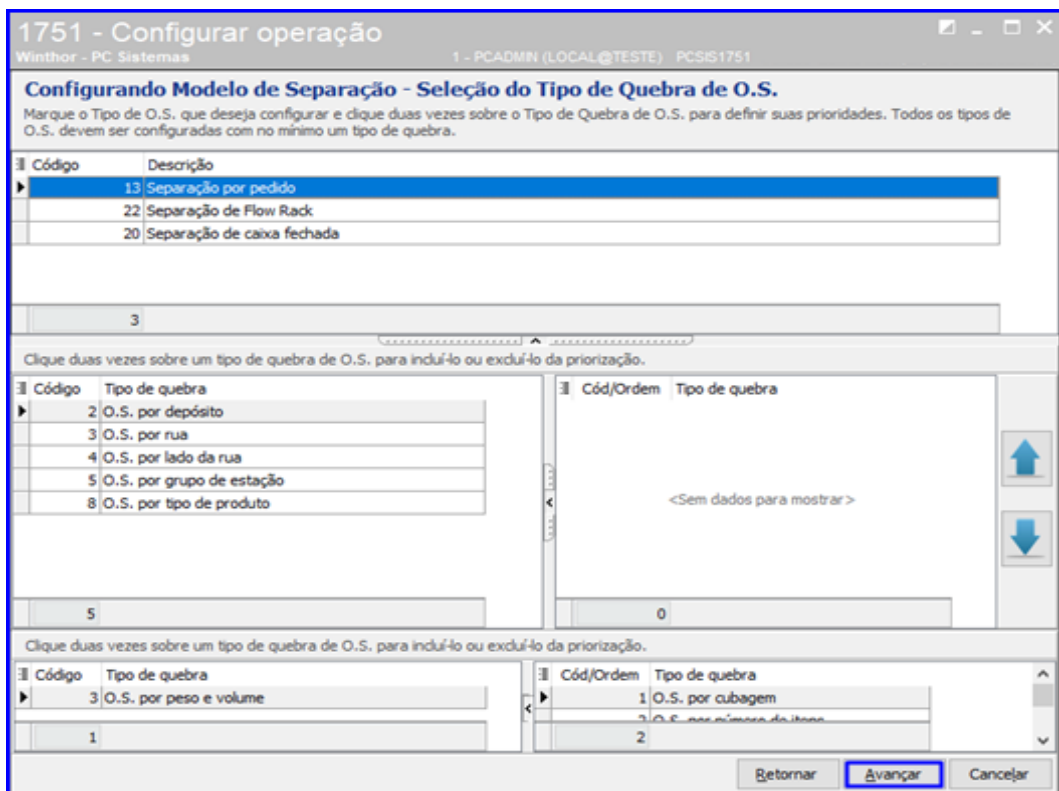 1751 - Configurar operação
Winthor - PC Sistemas 1 - PCADMIN (LOCAL@TESTE) PCSIS1751
Configurando Modelo de Separação - Seleção do Tipo de Quebra de O.S.
Marque o Tipo de O.S. que deseja configurar e clique duas vezes sobre o Tipo de Quebra de O.S. para definir suas prioridades. Todos os tipos de
O.S. devem ser configuradas com no mínimo um tipo de quebra.
Código Descrição
13 Separação por pedido
22 Separação de Flow Rack
20 Separação de caixa fechada
3
Clique duas vezes sobre um tipo de quebra de O.S. para incluí-lo ou excluí-lo da priorização.
Código Tipo de quebra
2 O.S. por depósito
3 O.S. por rua
4 O.S. por lado da rua
5 O.S. por grupo de estação
8 O.S. por tipo de produto
5
Cód/Ordem Tipo de quebra
<Sem dados para mostrar>
0
Clique duas vezes sobre um tipo de quebra de O.S. para incluí-lo ou excluí-lo da priorização.
Código Tipo de quebra
3 O.S. por peso e volume
1
Cód/Ordem Tipo de quebra
1 O.S. por cubagem
2 O.S. por número de itens
2
Retornar Avançar Cancelar